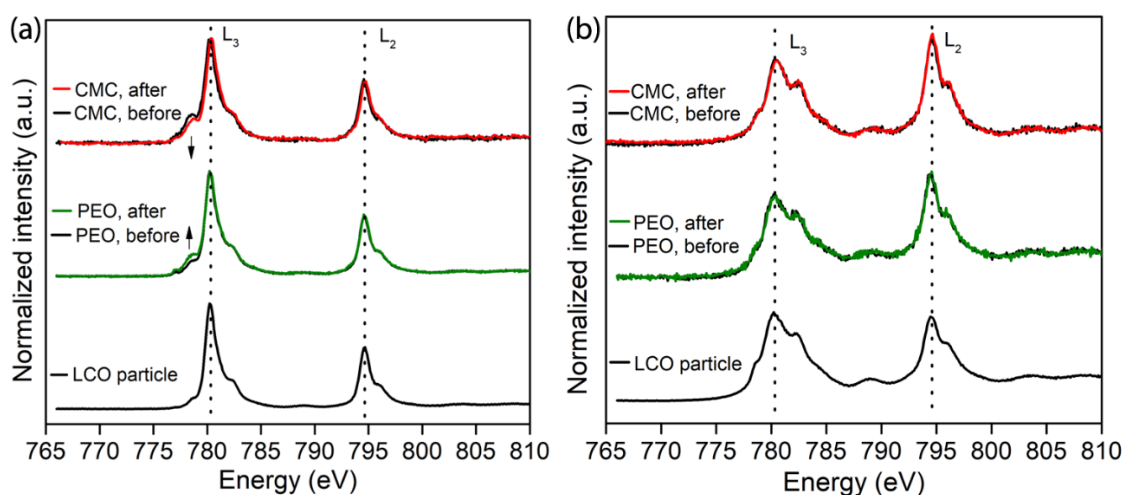 (a)
L3
L2
CMC, after
CMC, before
PEO, after
PEO, before
LCO particle
Normalized intensity (a.u.)
765 770 775 780 785 790 795 800 805 810
Energy (eV)
(b)
L3
L2
CMC, after
CMC, before
PEO, after
PEO, before
LCO particle
Normalized intensity (a.u.)
765 770 775 780 785 790 795 800 805 810
Energy (eV)